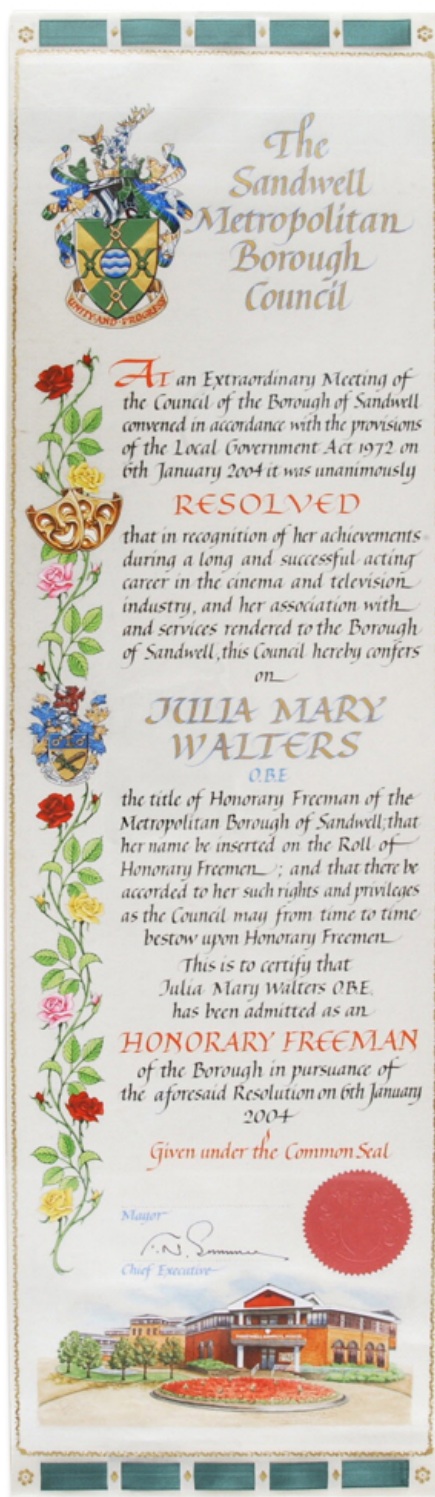 The
Sandwell
Metropolitan
Borough
Council
UNITY AND PROGRESS
AT an Extraordinary Meeting of
the Council of the Borough of Sandwell
convened in accordance with the provisions
of the Local Government Act 1972 on
6th January 2004 it was unanimously
RESOLVED
that in recognition of her achievements
during a long and successful acting
career in the cinema and television
industry, and her association with
and services rendered to the Borough
of Sandwell, this Council hereby confers
on
JULIA MARY
WALTERS
O.B.E
the title of Honorary Freeman of the
Metropolitan Borough of Sandwell; that
her name be inserted on the Roll of
Honorary Freemen; and that there be
accorded to her such rights and privileges
as the Council may from time to time
bestow upon Honorary Freemen
This is to certify that
Julia Mary Walters O.B.E.
has been admitted as an
HONORARY FREEMAN
of the Borough in pursuance of
the aforesaid Resolution on 6th January
2004
Given under the Common Seal
Mayor
Chief Executive